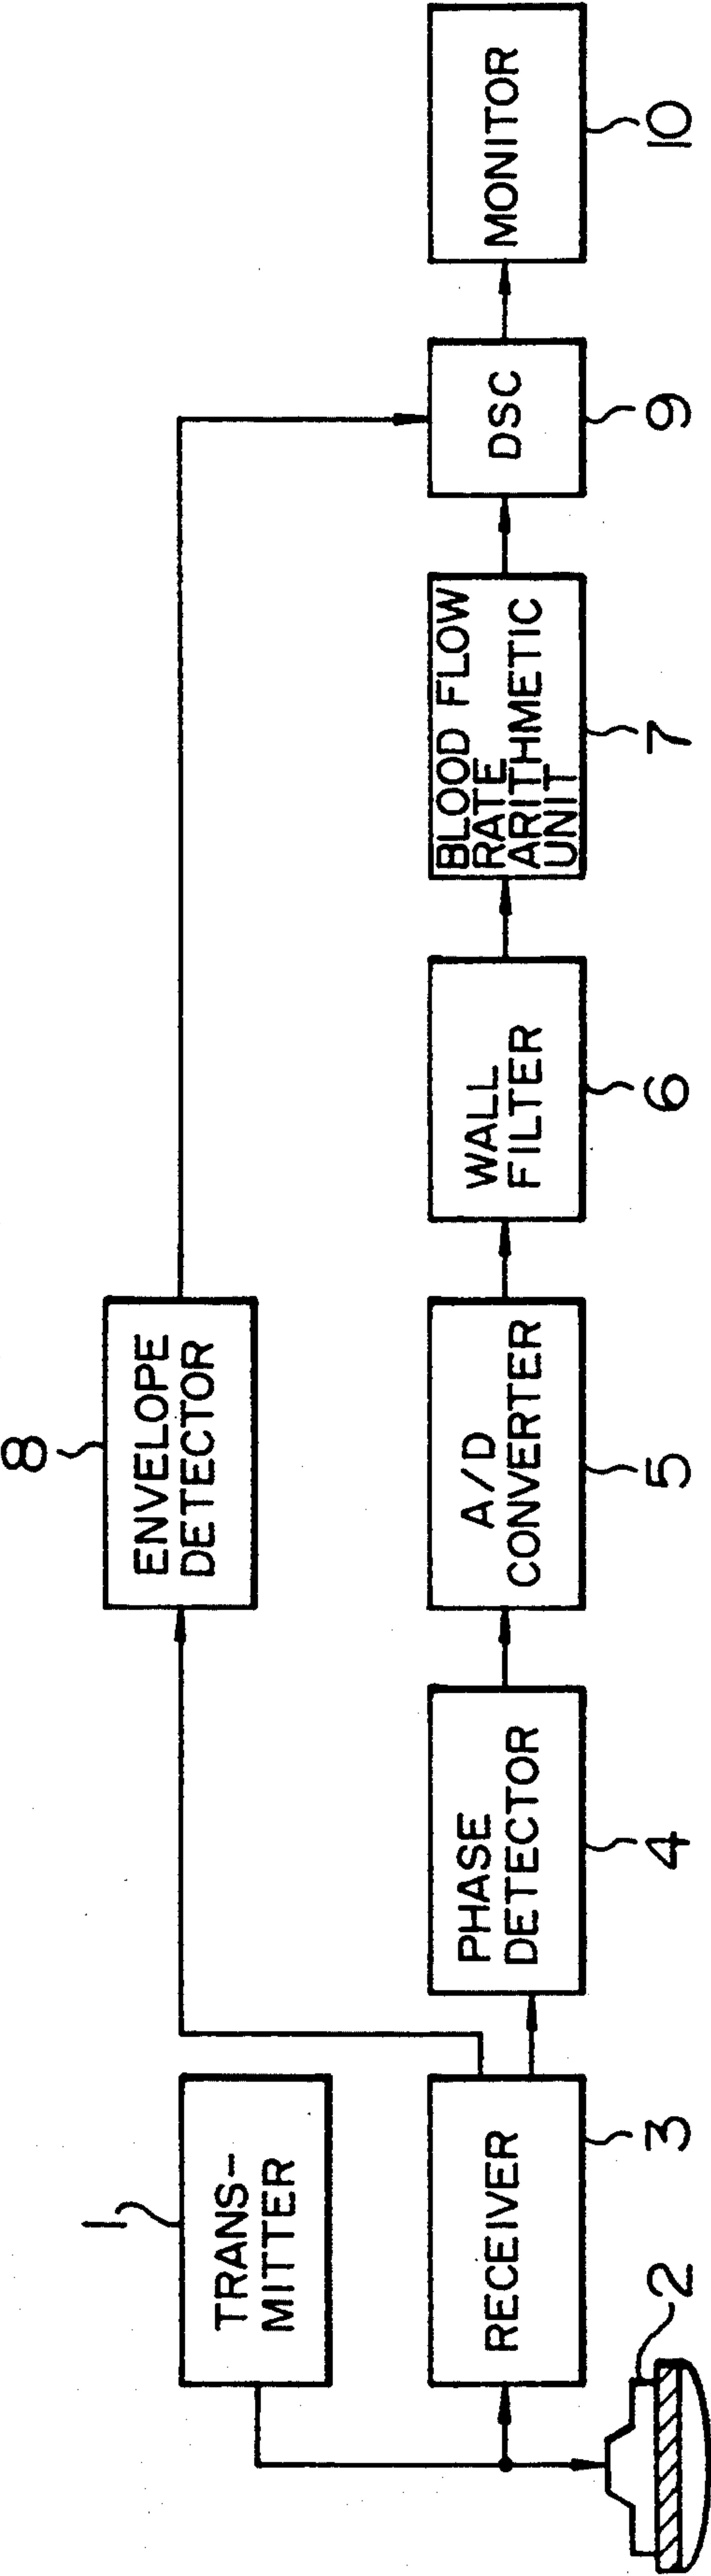 1
TRANS-
MITTER
2
RECEIVER
3
PHASE
DETECTOR
4
A/D
CONVERTER
5
8
ENVELOPE
DETECTOR
WALL
FILTER
6
BLOOD FLOW
RATE
ARITHMETIC
UNIT
7
DSC
9
MONITOR
10